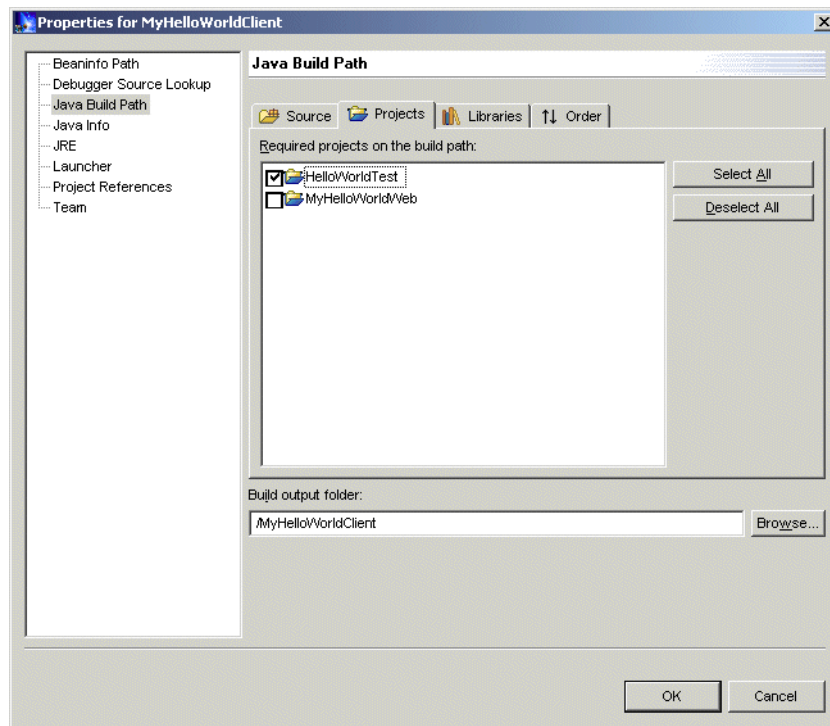 Properties for MyHelloWorldClient
Beaninfo Path
Debugger Source Lookup
Java Build Path
Java Info
JRE
Launcher
Project References
Team
Java Build Path
Source Projects Libraries Order
Required projects on the build path:
HelloWorldTest
MyHelloWorldWeb
Select All
Deselect All
Build output folder:
/MyHelloWorldClient
Browse...
OK Cancel